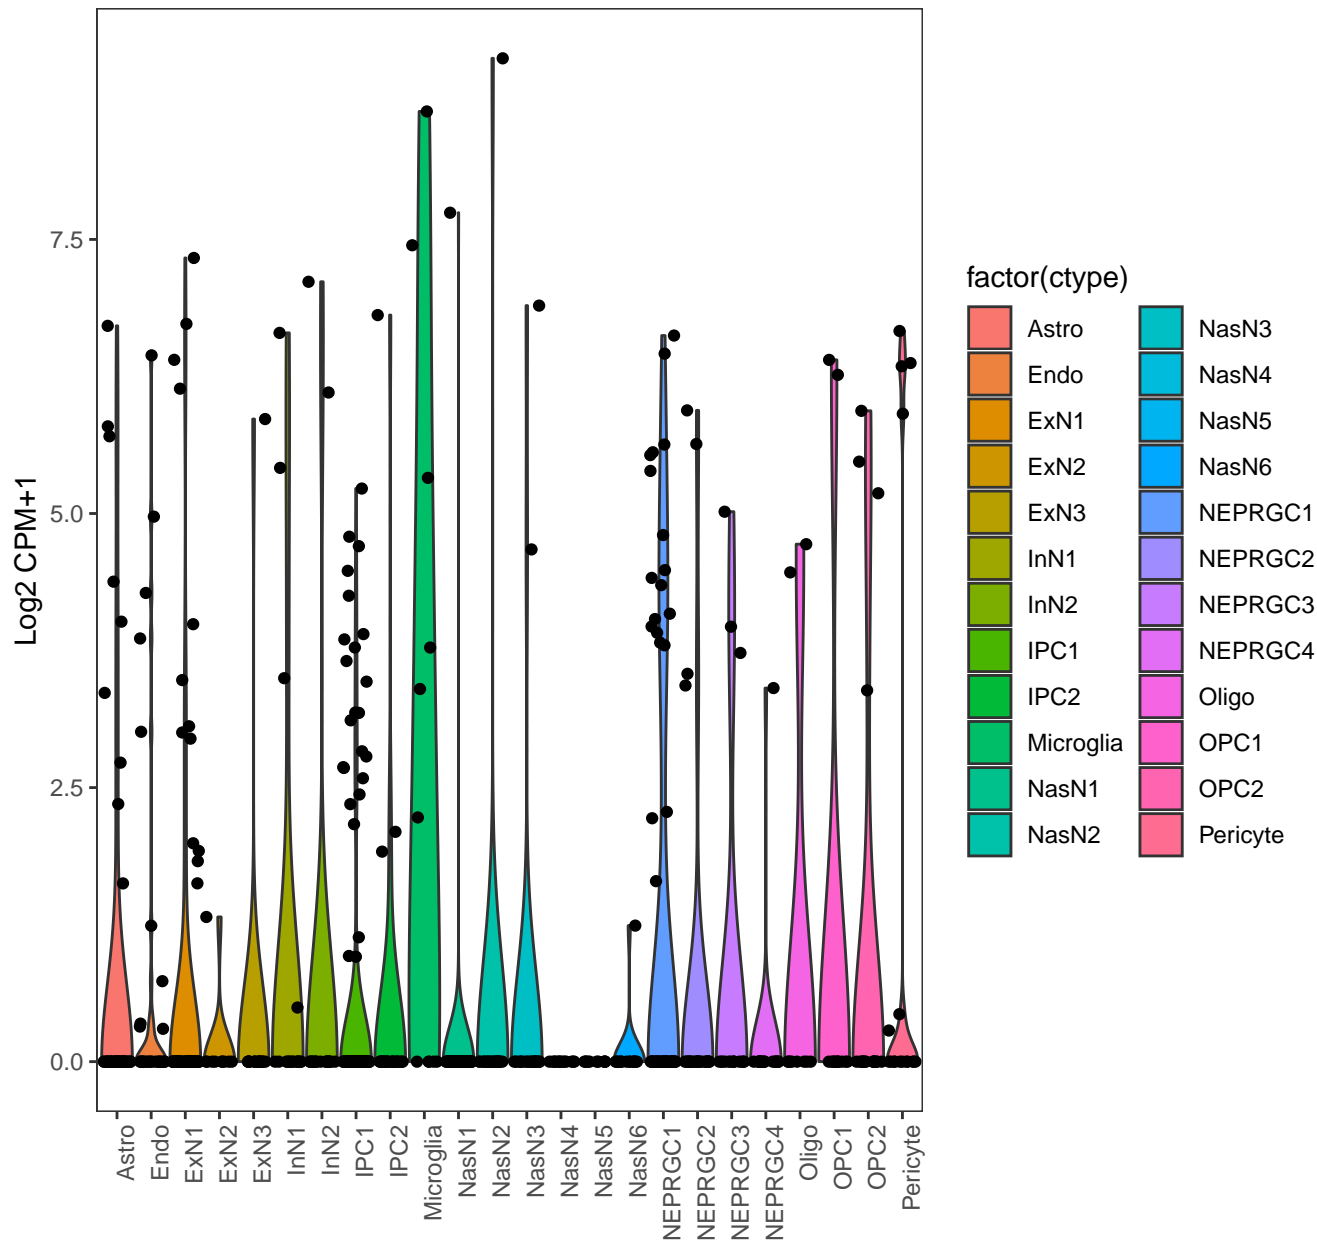 Log2 CPM+1
7.5
5.0
2.5
0.0
Astro
Endo
ExN1
ExN2
ExN3
InN1
InN2
IPC1
IPC2
Microglia
NasN1
NasN2
NasN3
NasN4
NasN5
NasN6
NEPRGC1
NEPRGC2
NEPRGC3
NEPRGC4
Oligo
OPC1
OPC2
Pericyte
factor(ctype)
Astro
Endo
ExN1
ExN2
ExN3
InN1
InN2
IPC1
IPC2
Microglia
NasN1
NasN2
NasN3
NasN4
NasN5
NasN6
NEPRGC1
NEPRGC2
NEPRGC3
NEPRGC4
Oligo
OPC1
OPC2
Pericyte